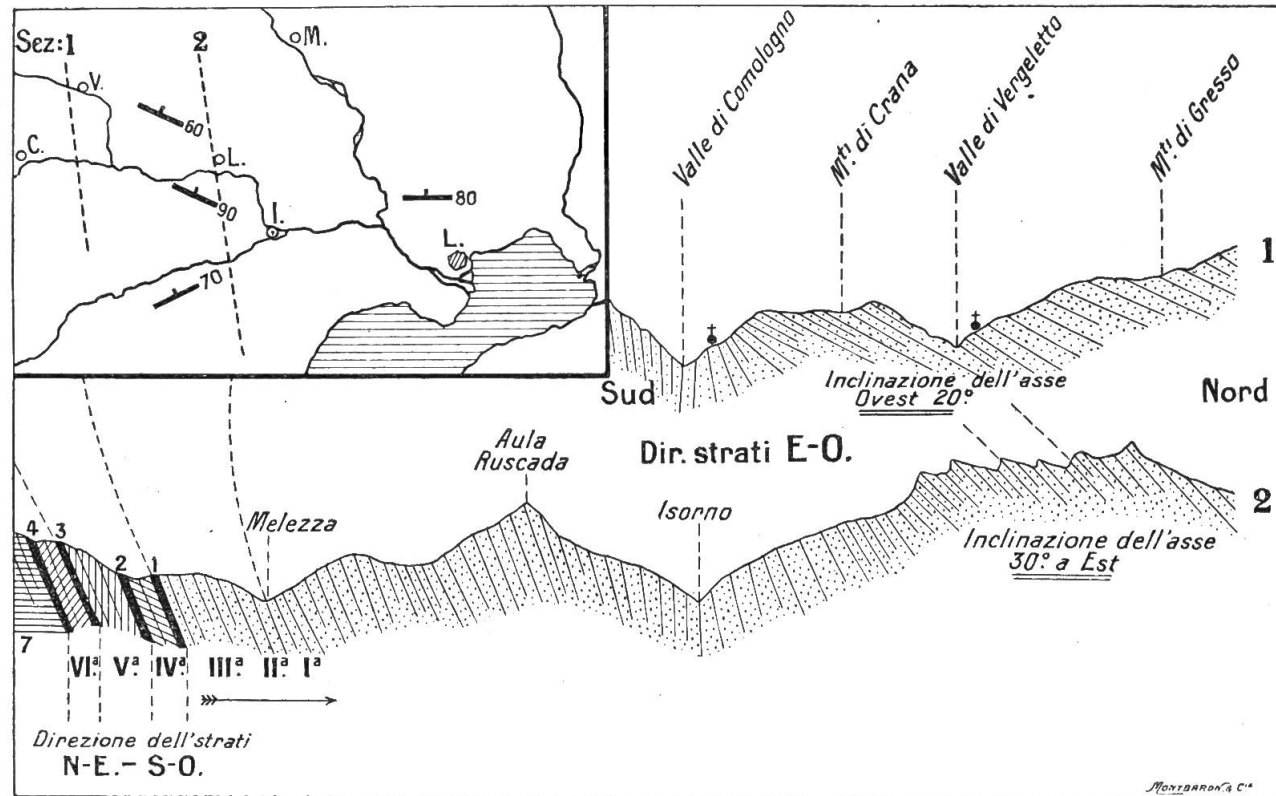 Sez: 1
2
M.
V.
60
C.
L.
90
I.
80
L.
70
Valle di Comologno
Mti di Crana
Valle di Vergeletto
Mti di Gresso
1
Sud
Inclinazione dell'asse
Ovest 20°
Nord
Dir. strati E-O.
Aula
Ruscada
Melezza
Isorno
2
4 3
2 1
Inclinazione dell'asse
30° a Est
7
VIa. Va. IVa. IIIa. IIa. Ia
Direzione dell'strati
N-E.- S-O.
MONTBARON & Cie